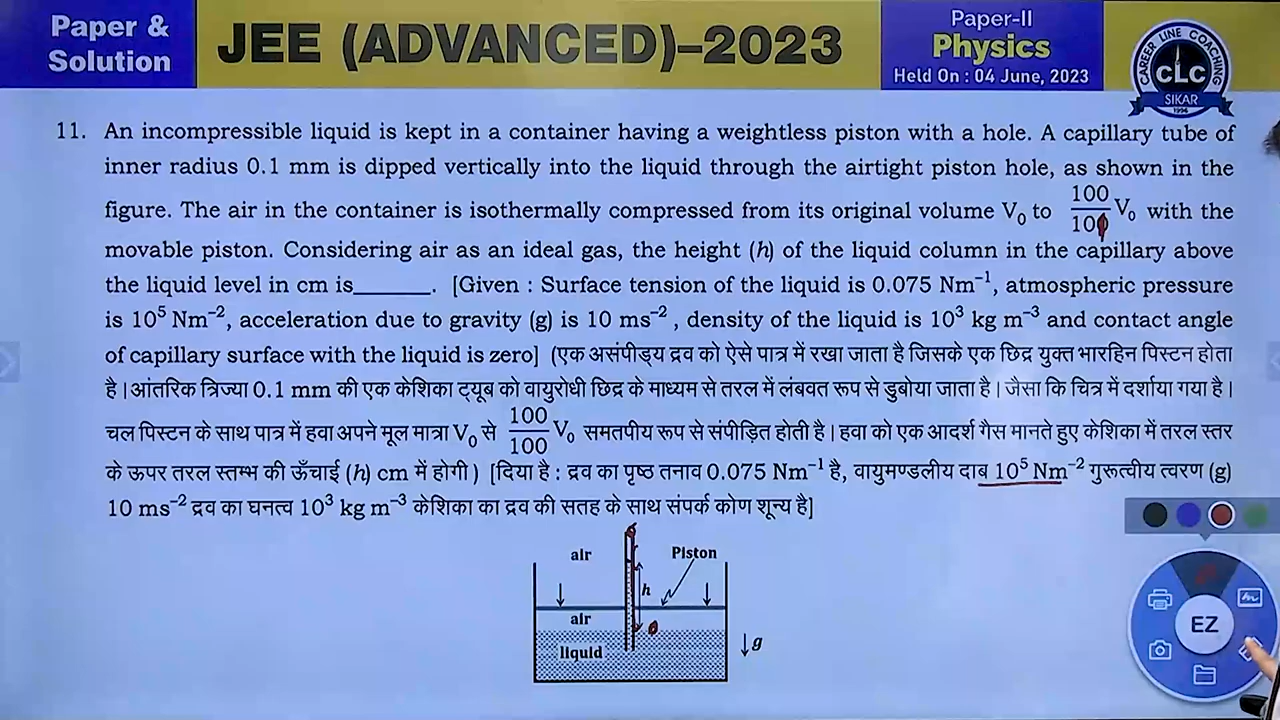 Paper &
Solution
JEE (ADVANCED)–2023
Paper-II
Physics
Held On : 04 June, 2023
CAREER LINE COACHING
CLC
SIKAR
1996
11. An incompressible liquid is kept in a container having a weightless piston with a hole. A capillary tube of
inner radius 0.1 mm is dipped vertically into the liquid through the airtight piston hole, as shown in the
figure. The air in the container is isothermally compressed from its original volume V₀ to 100/101 V₀ with the
movable piston. Considering air as an ideal gas, the height (h) of the liquid column in the capillary above
the liquid level in cm is______. [Given : Surface tension of the liquid is 0.075 Nm⁻¹, atmospheric pressure
is 10⁵ Nm⁻², acceleration due to gravity (g) is 10 ms⁻² , density of the liquid is 10³ kg m⁻³ and contact angle
of capillary surface with the liquid is zero] (एक असंपीड्य द्रव को ऐसे पात्र में रखा जाता है जिसके एक छिद्र युक्त भारहिन पिस्टन होता
है। आंतरिक त्रिज्या 0.1 mm की एक केशिका ट्यूब को वायुरोधी छिद्र के माध्यम से तरल में लंबवत रूप से डुबोया जाता है। जैसा कि चित्र में दर्शाया गया है।
चल पिस्टन के साथ पात्र में हवा अपने मूल मात्रा V₀ से 100/100 V₀ समतपीय रूप से संपीड़ित होती है। हवा को एक आदर्श गैस मानते हुए केशिका में तरल स्तर
के ऊपर तरल स्तम्भ की ऊँचाई (h) cm में होगी ) [दिया है : द्रव का पृष्ठ तनाव 0.075 Nm⁻¹ है, वायुमण्डलीय दाब 10⁵ Nm⁻² गुरूत्वीय त्वरण (g)
10 ms⁻² द्रव का घनत्व 10³ kg m⁻³ केशिका का द्रव की सतह के साथ संपर्क कोण शून्य है]
air
Piston
h
air
liquid
g
EZ